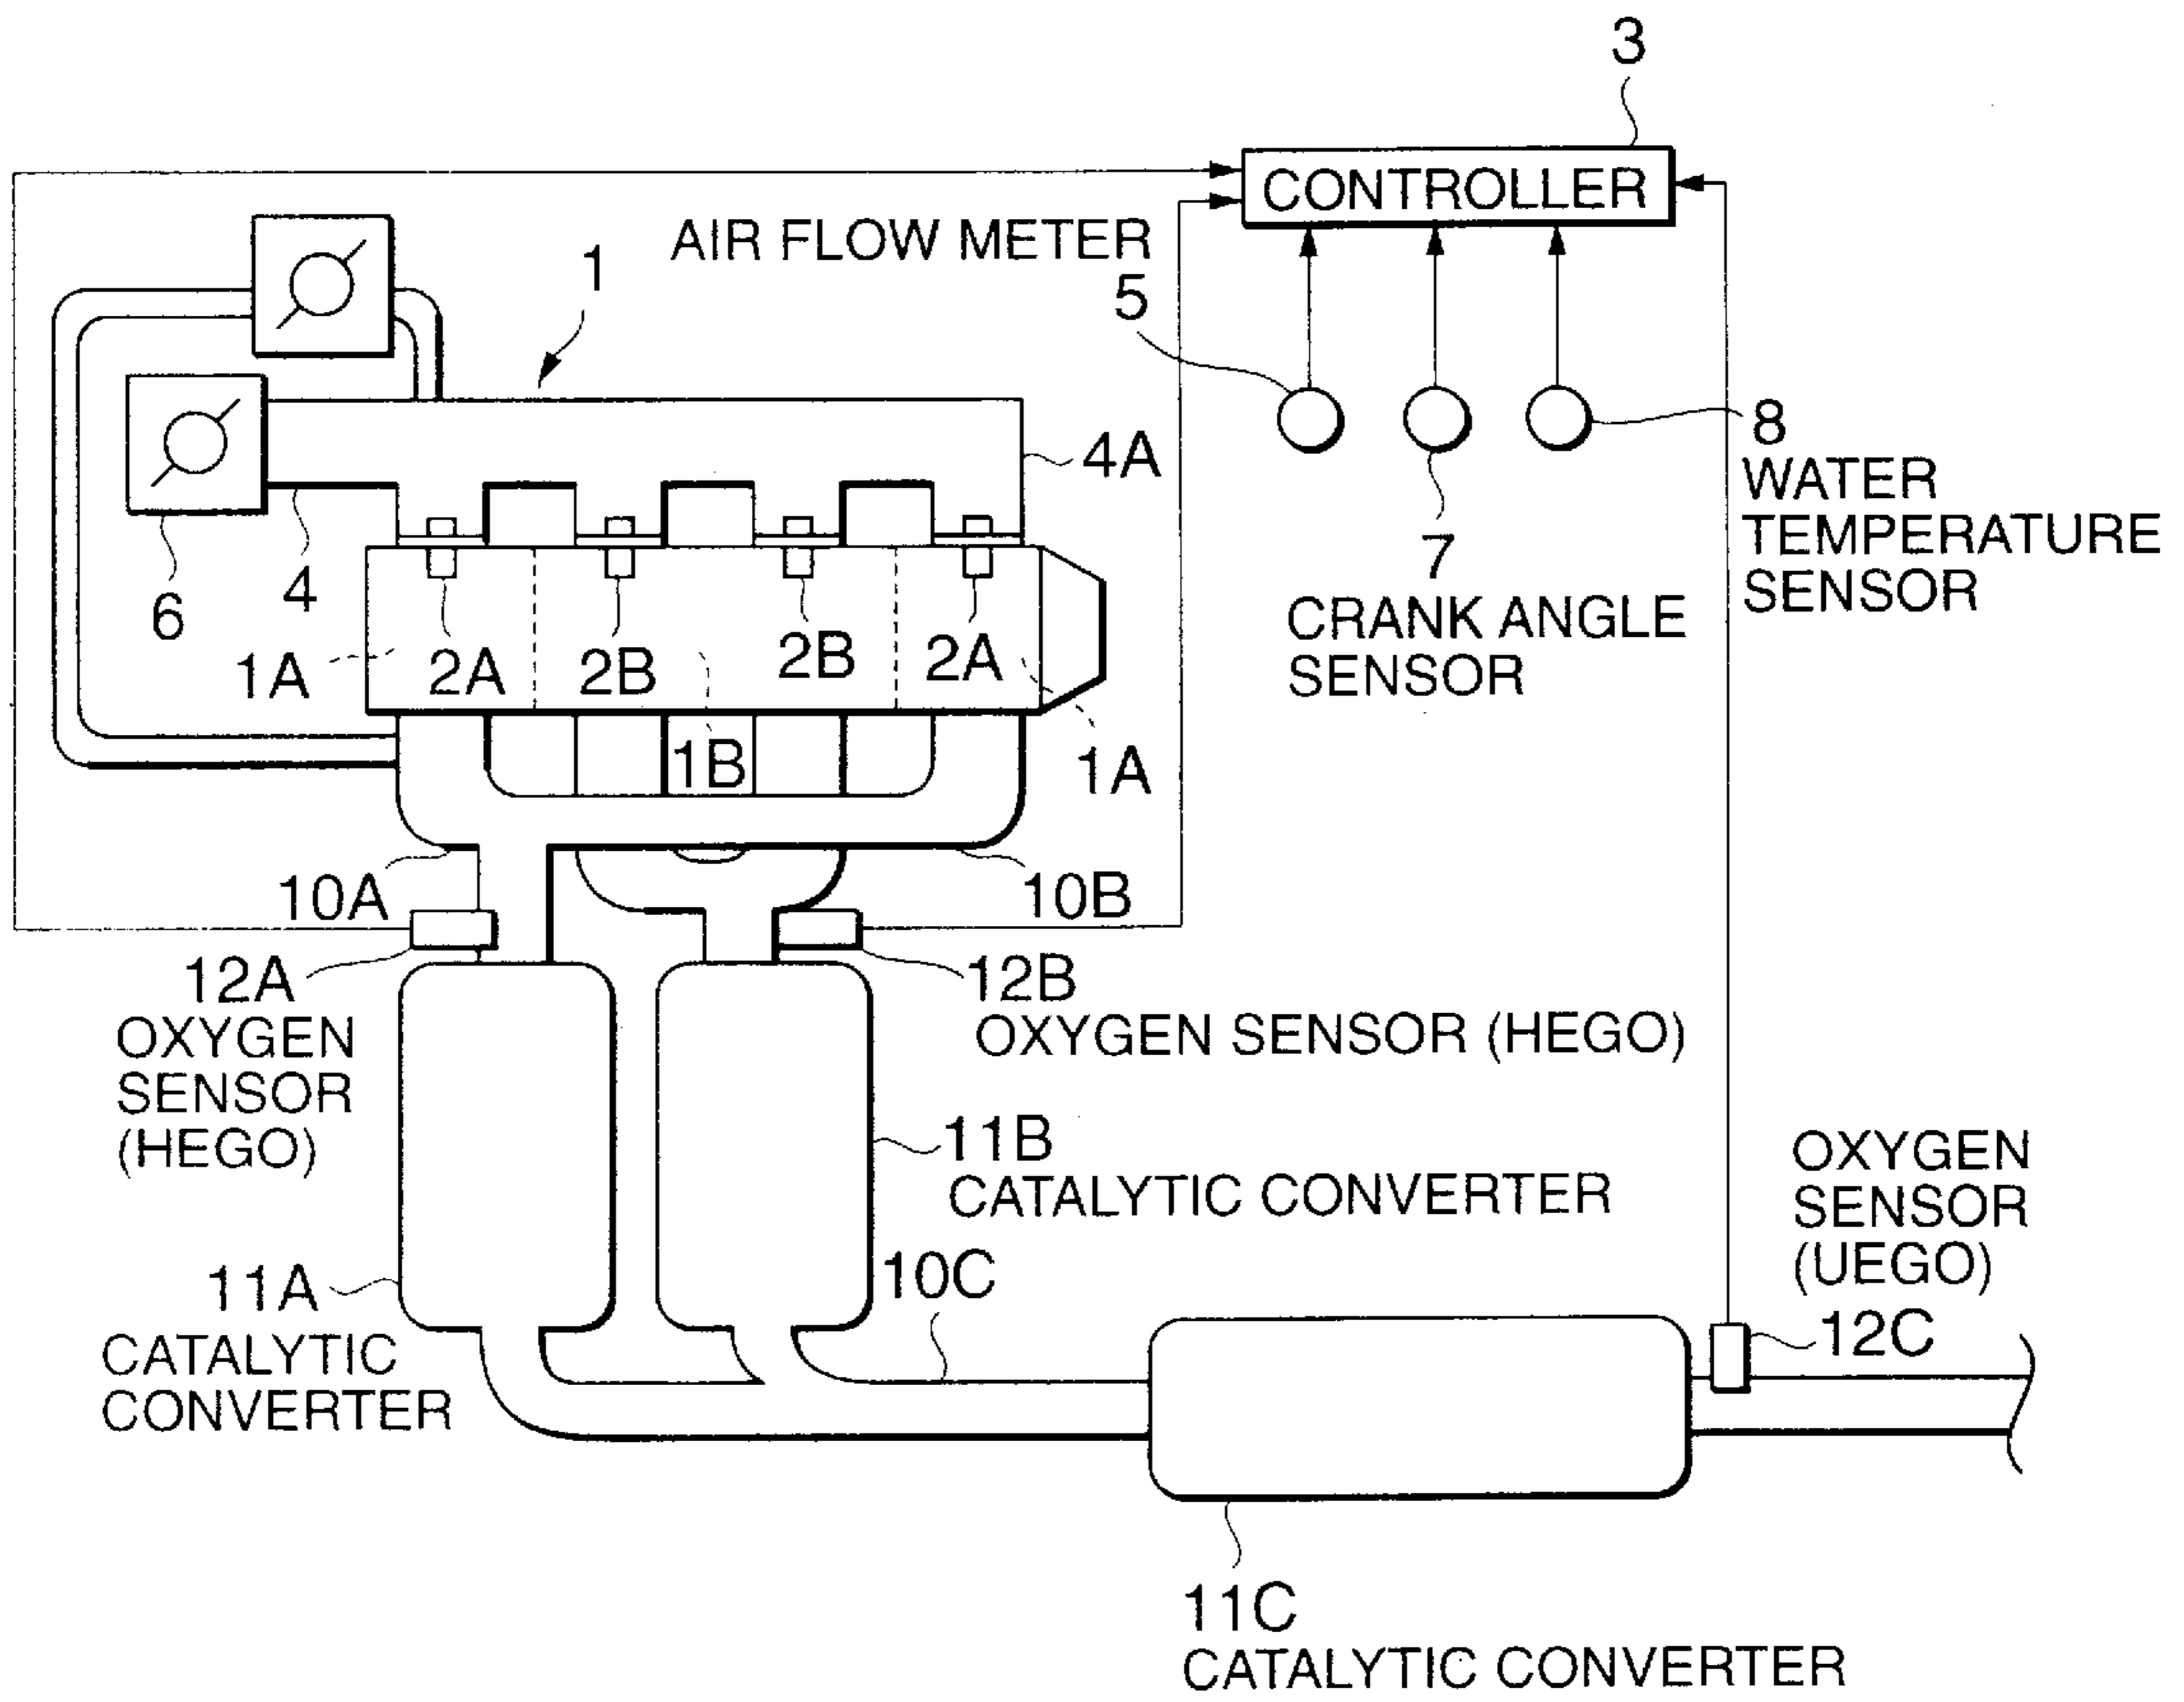 3
CONTROLLER
AIR FLOW METER
1
5
4A
8
WATER
TEMPERATURE
SENSOR
7
CRANK ANGLE
SENSOR
6
4
1A
2A
2B
2B
2A
1B
1A
10A
10B
12A
OXYGEN
SENSOR
(HEGO)
12B
OXYGEN SENSOR (HEGO)
11B
CATALYTIC CONVERTER
OXYGEN
SENSOR
(UEGO)
12C
11A
CATALYTIC
CONVERTER
10C
11C
CATALYTIC CONVERTER